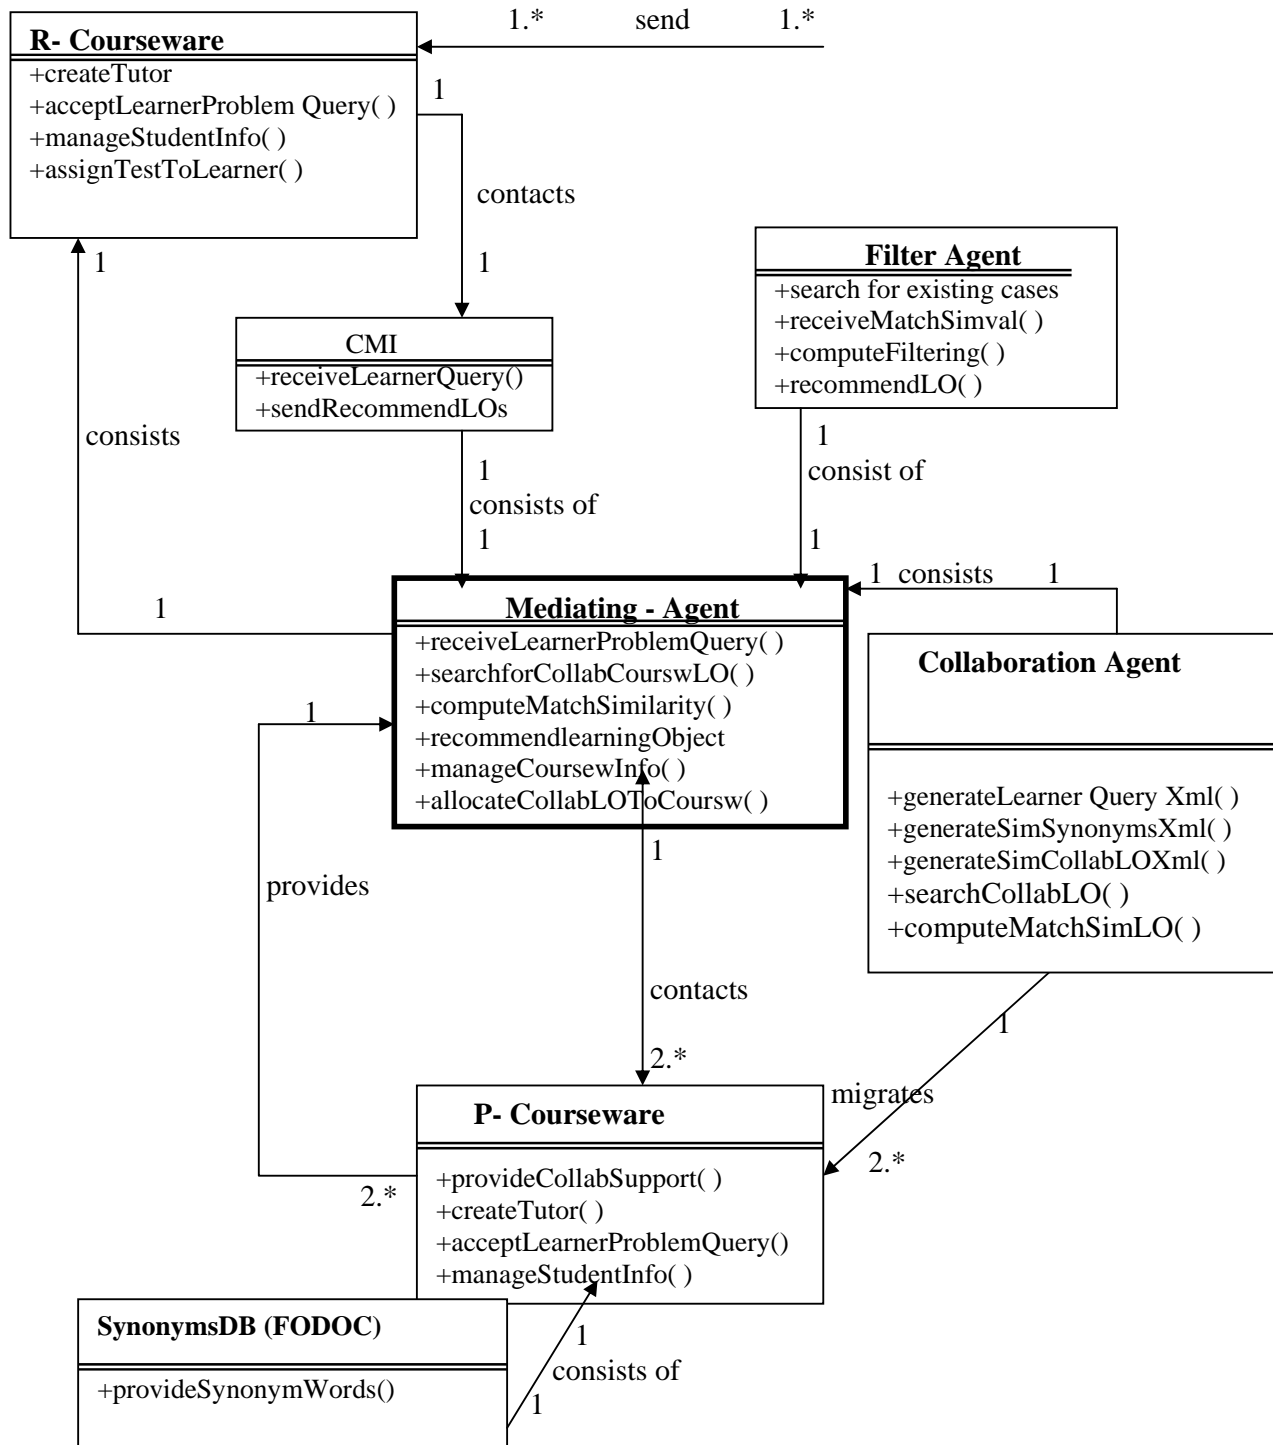 1.* send 1.*
R- Courseware
+createTutor
+acceptLearnerProblem Query( )
+manageStudentInfo( )
+assignTestToLearner( )
1
contacts
1
1
Filter Agent
+search for existing cases
+receiveMatchSimval( )
+computeFiltering( )
+recommendLO( )
CMI
+receiveLearnerQuery()
+sendRecommendLOs
consists
1
consists of
1
1
consist of
1
1 consists 1
1
Mediating - Agent
+receiveLearnerProblemQuery( )
+searchforCollabCourswLO( )
+computeMatchSimilarity( )
+recommendlearningObject
+manageCoursewInfo( )
+allocateCollabLOToCoursw( )
Collaboration Agent
+generateLearner Query Xml( )
+generateSimSynonymsXml( )
+generateSimCollabLOXml( )
+searchCollabLO( )
+computeMatchSimLO( )
1
provides
2.*
1
contacts
2.*
1
migrates
2.*
P- Courseware
+provideCollabSupport( )
+createTutor( )
+acceptLearnerProblemQuery()
+manageStudentInfo( )
SynonymsDB (FODOC)
+provideSynonymWords()
1
consists of
1